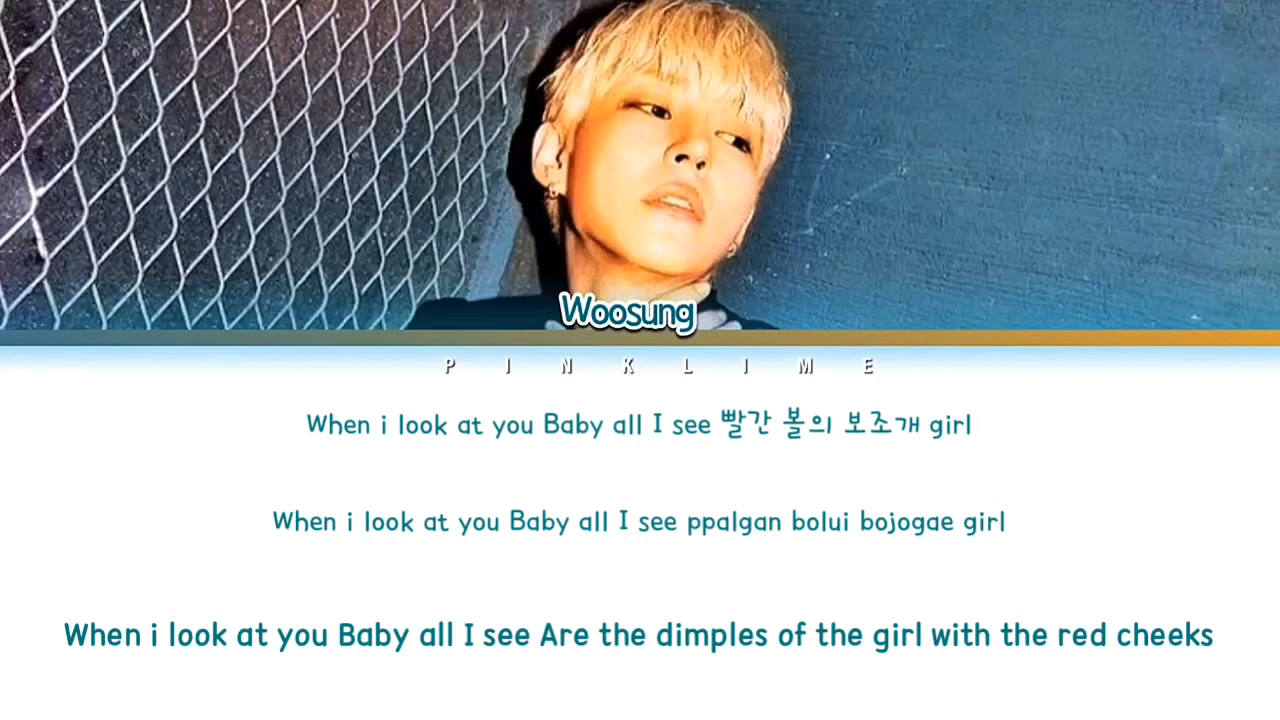 Woosung
PINKLIME
When i look at you Baby all I see 빨간 볼의 보조개 girl
When i look at you Baby all I see ppalgan bolui bojogae girl
When i look at you Baby all I see Are the dimples of the girl with the red cheeks